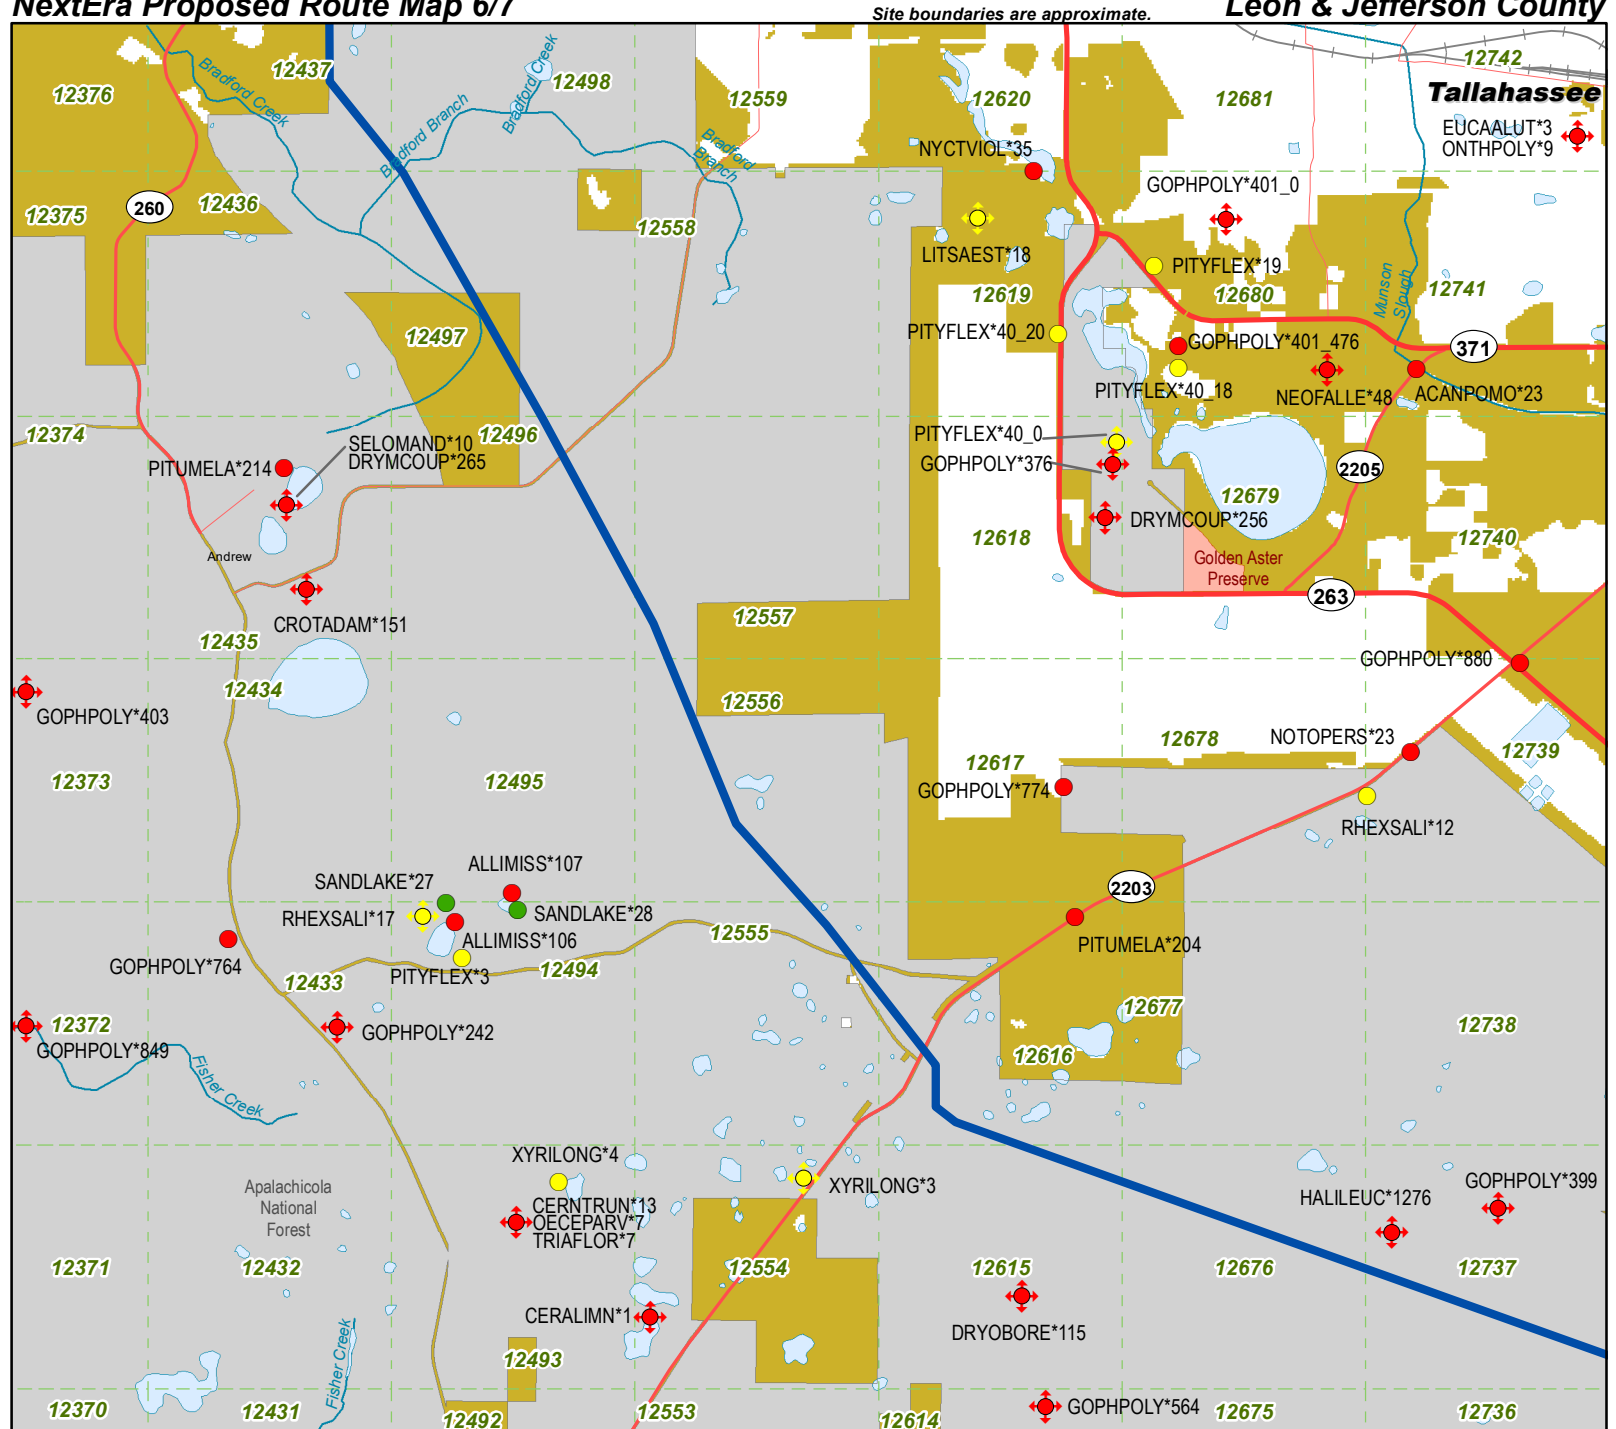 NextEra Proposed Route Map 6/7
Site boundaries are approximate.
Leon & Jefferson County
12376
12437
Bradford Creek
Bradford Branch
Bradford Creek
12498
12559
Bradford
Branch
12620
12681
12742
Tallahassee
EUCAALUT*3
ONTHPOLY*9
NYCTVIOL*35
GOPHPOLY*401_0
12375
260
12436
12558
LITSAEST*18
PITYFLEX*19
12619
12680
Munson
Slough
12741
12497
PITYFLEX*40_20
GOPHPOLY*401_476
371
PITYFLEX*40_18
NEOFALLE*48
ACANPOMO*23
12374
12496
SELOMAND*10
DRYMCOUP*265
PITUMELA*214
PITYFLEX*40_0
GOPHPOLY*376
2205
12679
DRYMCOUP*256
12618
12740
Andrew
Golden Aster
Preserve
263
CROTADAM*151
12557
12435
12434
GOPHPOLY*880
GOPHPOLY*403
12556
12678
NOTOPERS*23
12739
12373
12495
12617
GOPHPOLY*774
RHEXSALI*12
ALLIMISS*107
SANDLAKE*27
2203
RHEXSALI*17
SANDLAKE*28
ALLIMISS*106
12555
PITUMELA*204
GOPHPOLY*764
PITYFLEX*3
12494
12433
12677
12372
GOPHPOLY*849
GOPHPOLY*242
12738
12616
Fisher Creek
XYRILONG*4
XYRILONG*3
Apalachicola
National
Forest
CERNTRUN*13
OECEPARV*7
TRIAFLOR*7
HALILEUC*1276
GOPHPOLY*399
12371
12432
12554
12615
12676
12737
CERALIMN*1
DRYOBORE*115
Fisher Creek
12493
12370
12431
12492
12553
12614
GOPHPOLY*564
12675
12736